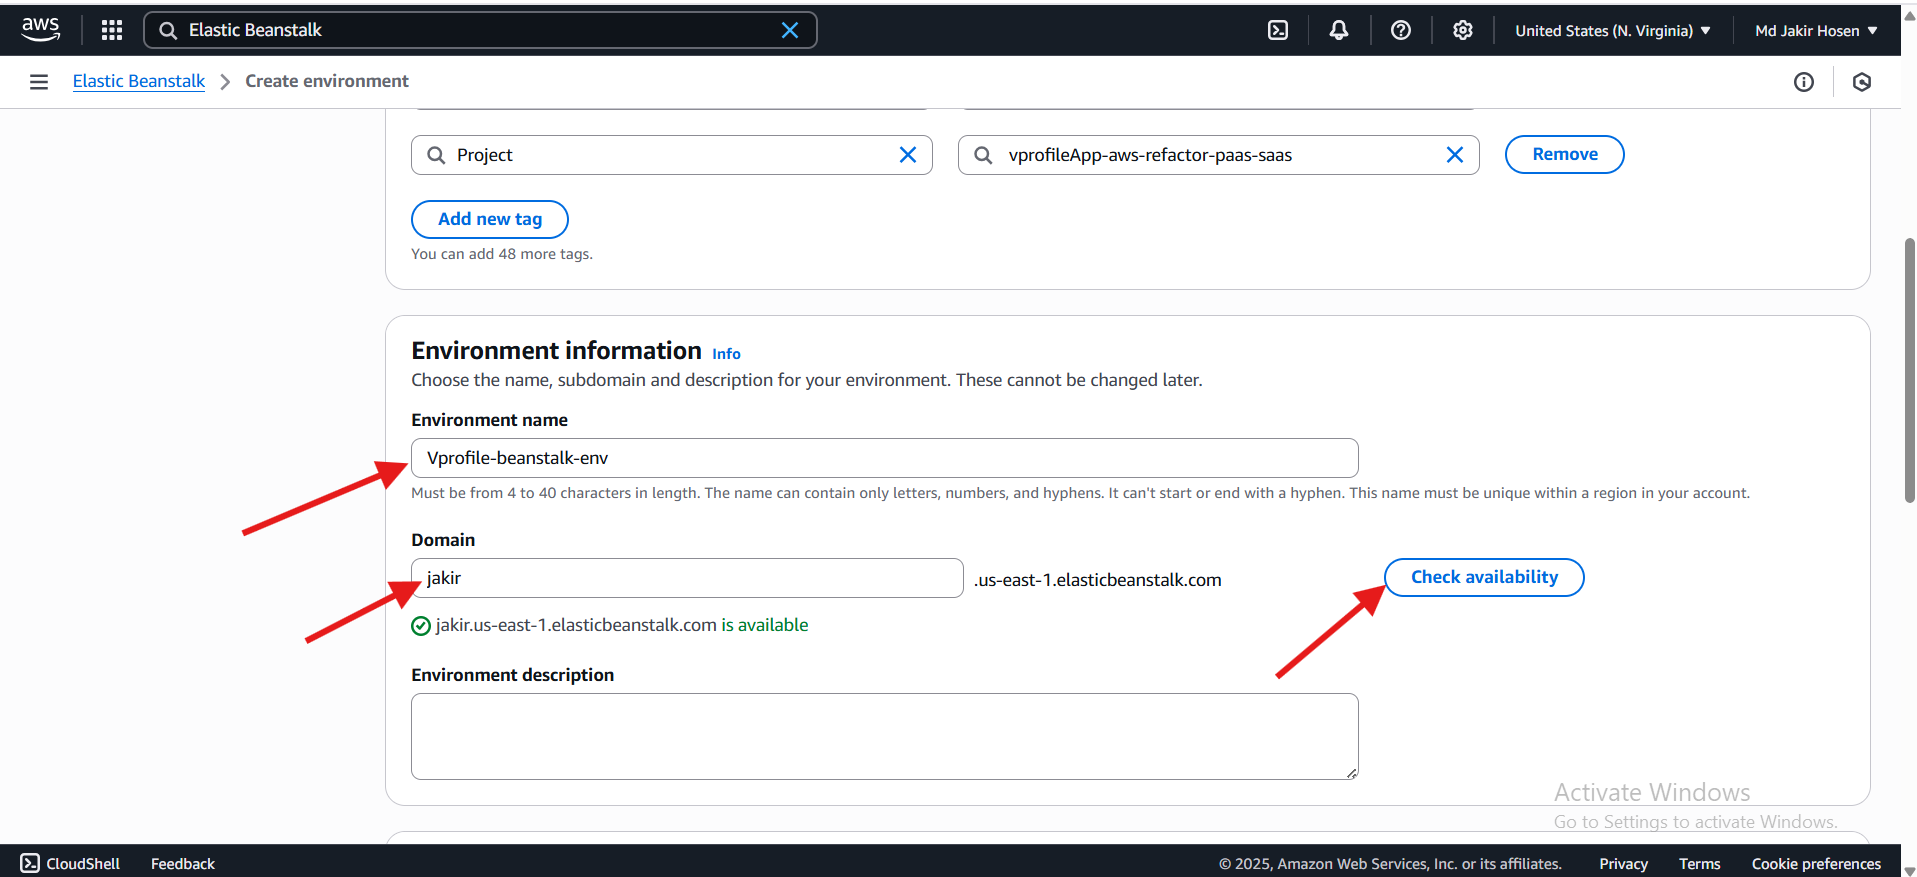 aws
Elastic Beanstalk
United States (N. Virginia)
Md Jakir Hosen
Elastic Beanstalk
Create environment
Project
vprofileApp-aws-refactor-paas-saas
Remove
Add new tag
You can add 48 more tags.
Environment information Info
Choose the name, subdomain and description for your environment. These cannot be changed later.
Environment name
Vprofile-beanstalk-env
Must be from 4 to 40 characters in length. The name can contain only letters, numbers, and hyphens. It can't start or end with a hyphen. This name must be unique within a region in your account.
Domain
jakir
.us-east-1.elasticbeanstalk.com
Check availability
jakir.us-east-1.elasticbeanstalk.com is available
Environment description
Activate Windows
Go to Settings to activate Windows.
CloudShell
Feedback
© 2025, Amazon Web Services, Inc. or its affiliates.
Privacy
Terms
Cookie preferences